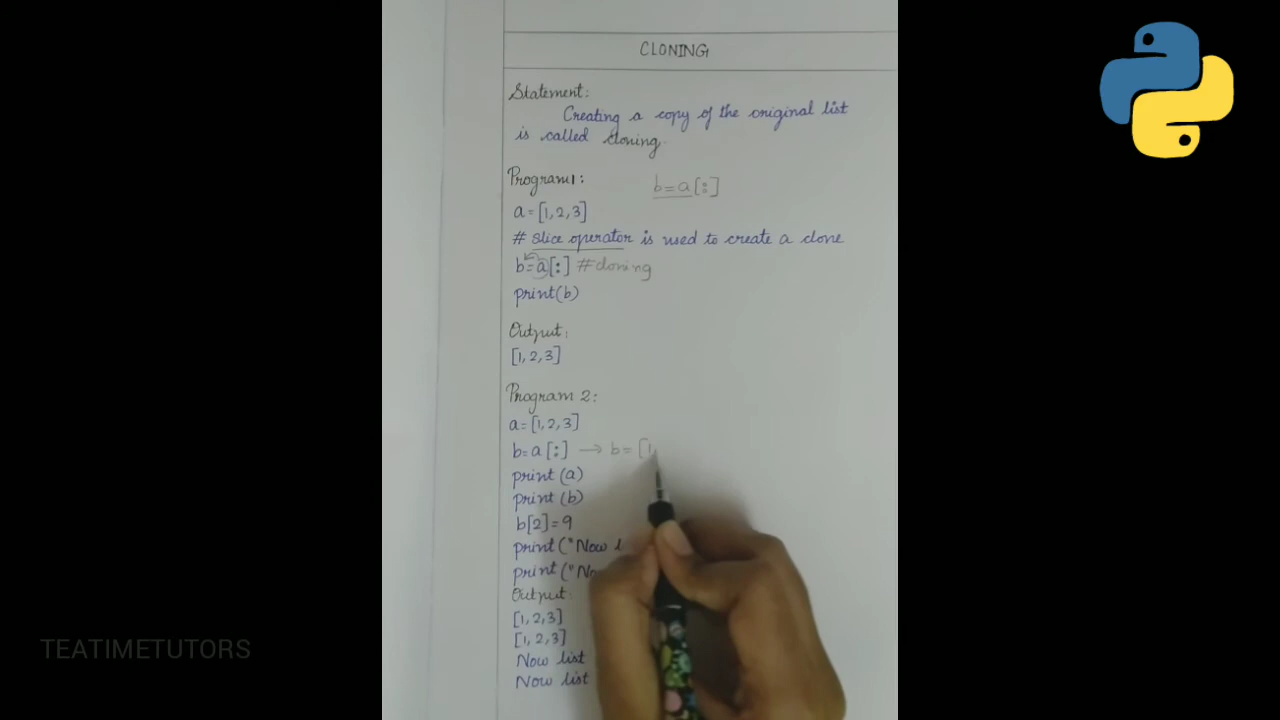 CLONING
Statement:
Creating a copy of the original list
is called cloning.
Program1:
b=a[:]
a=[1,2,3]
# slice operator is used to create a clone
b=a[:] #cloning
print(b)
Output:
[1,2,3]
Program 2:
a=[1,2,3]
b=a[:] → b=[1,
print(a)
print(b)
b[2]=9
print("Now
print("No
Output:
[1,2,3]
[1,2,3]
Now list
Now list
TEATIMETUTORS